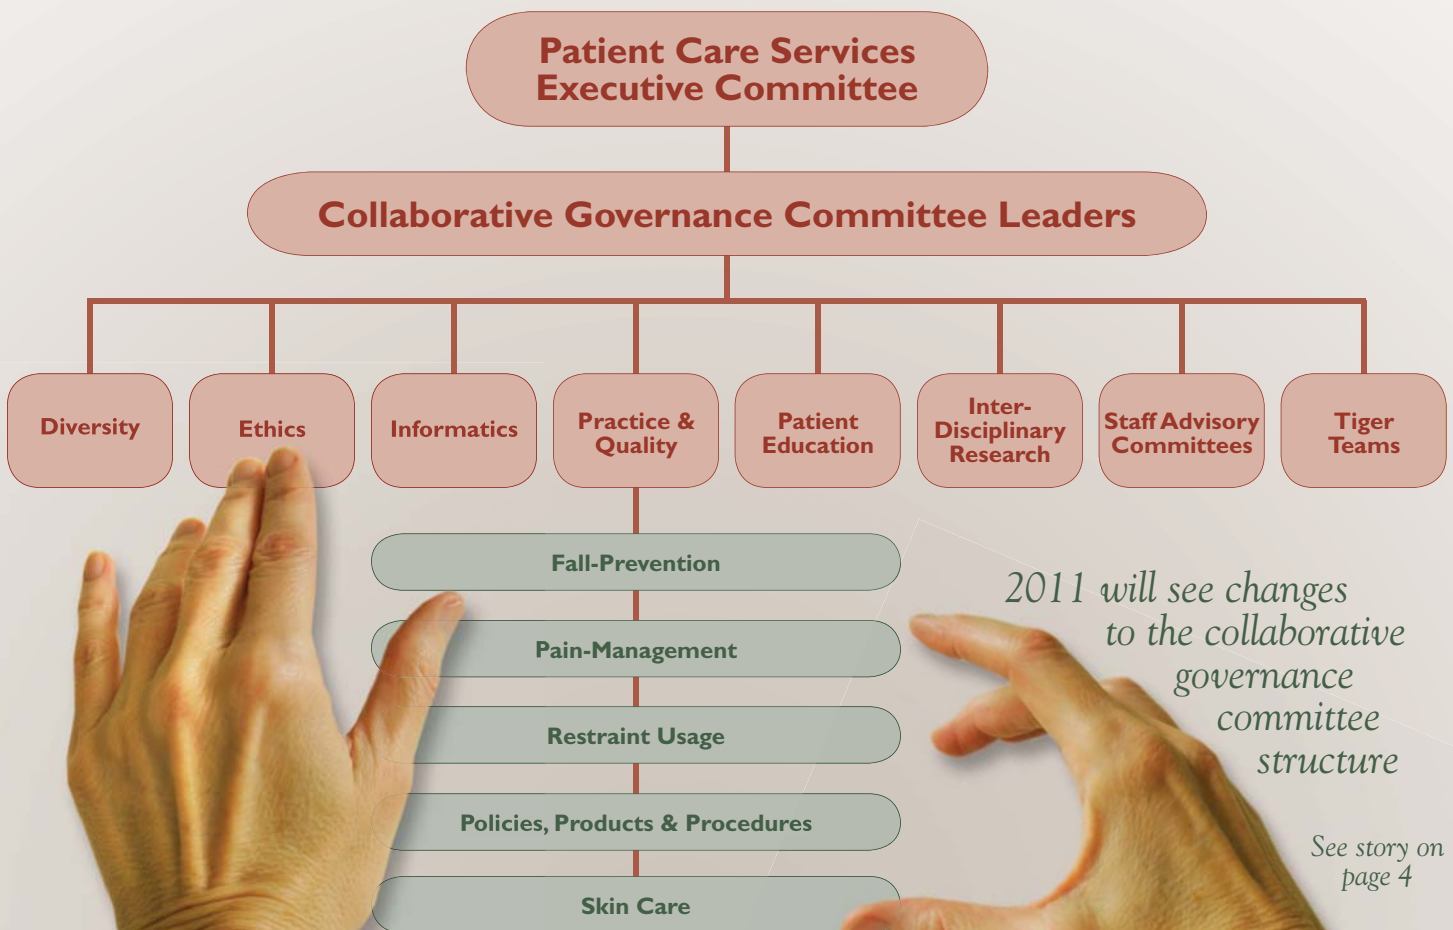 Patient Care Services
Executive Committee
Collaborative Governance Committee Leaders
Diversity
Ethics
Informatics
Practice &
Quality
Patient
Education
Inter-
Disciplinary
Research
Staff Advisory
Committees
Tiger
Teams
Fall-Prevention
Pain-Management
Restraint Usage
Policies, Products & Procedures
Skin Care
2011 will see changes
to the collaborative
governance
committee
structure
See story on
page 4